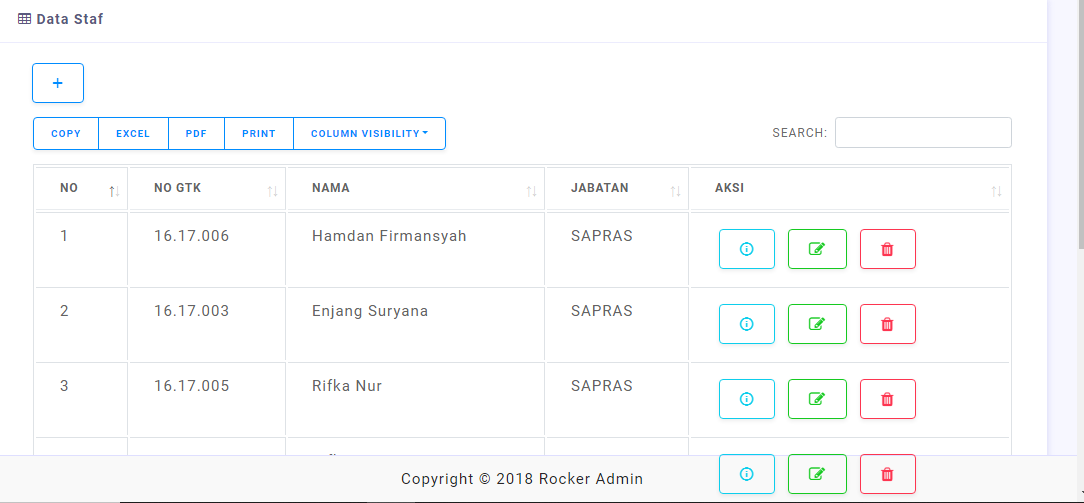 Data Staf
+
COPY EXCEL PDF PRINT COLUMN VISIBILITY SEARCH:
NO NO GTK NAMA JABATAN AKSI
1 16.17.006 Hamdan Firmansyah SAPRAS
2 16.17.003 Enjang Suryana SAPRAS
3 16.17.005 Rifka Nur SAPRAS
Copyright © 2018 Rocker Admin